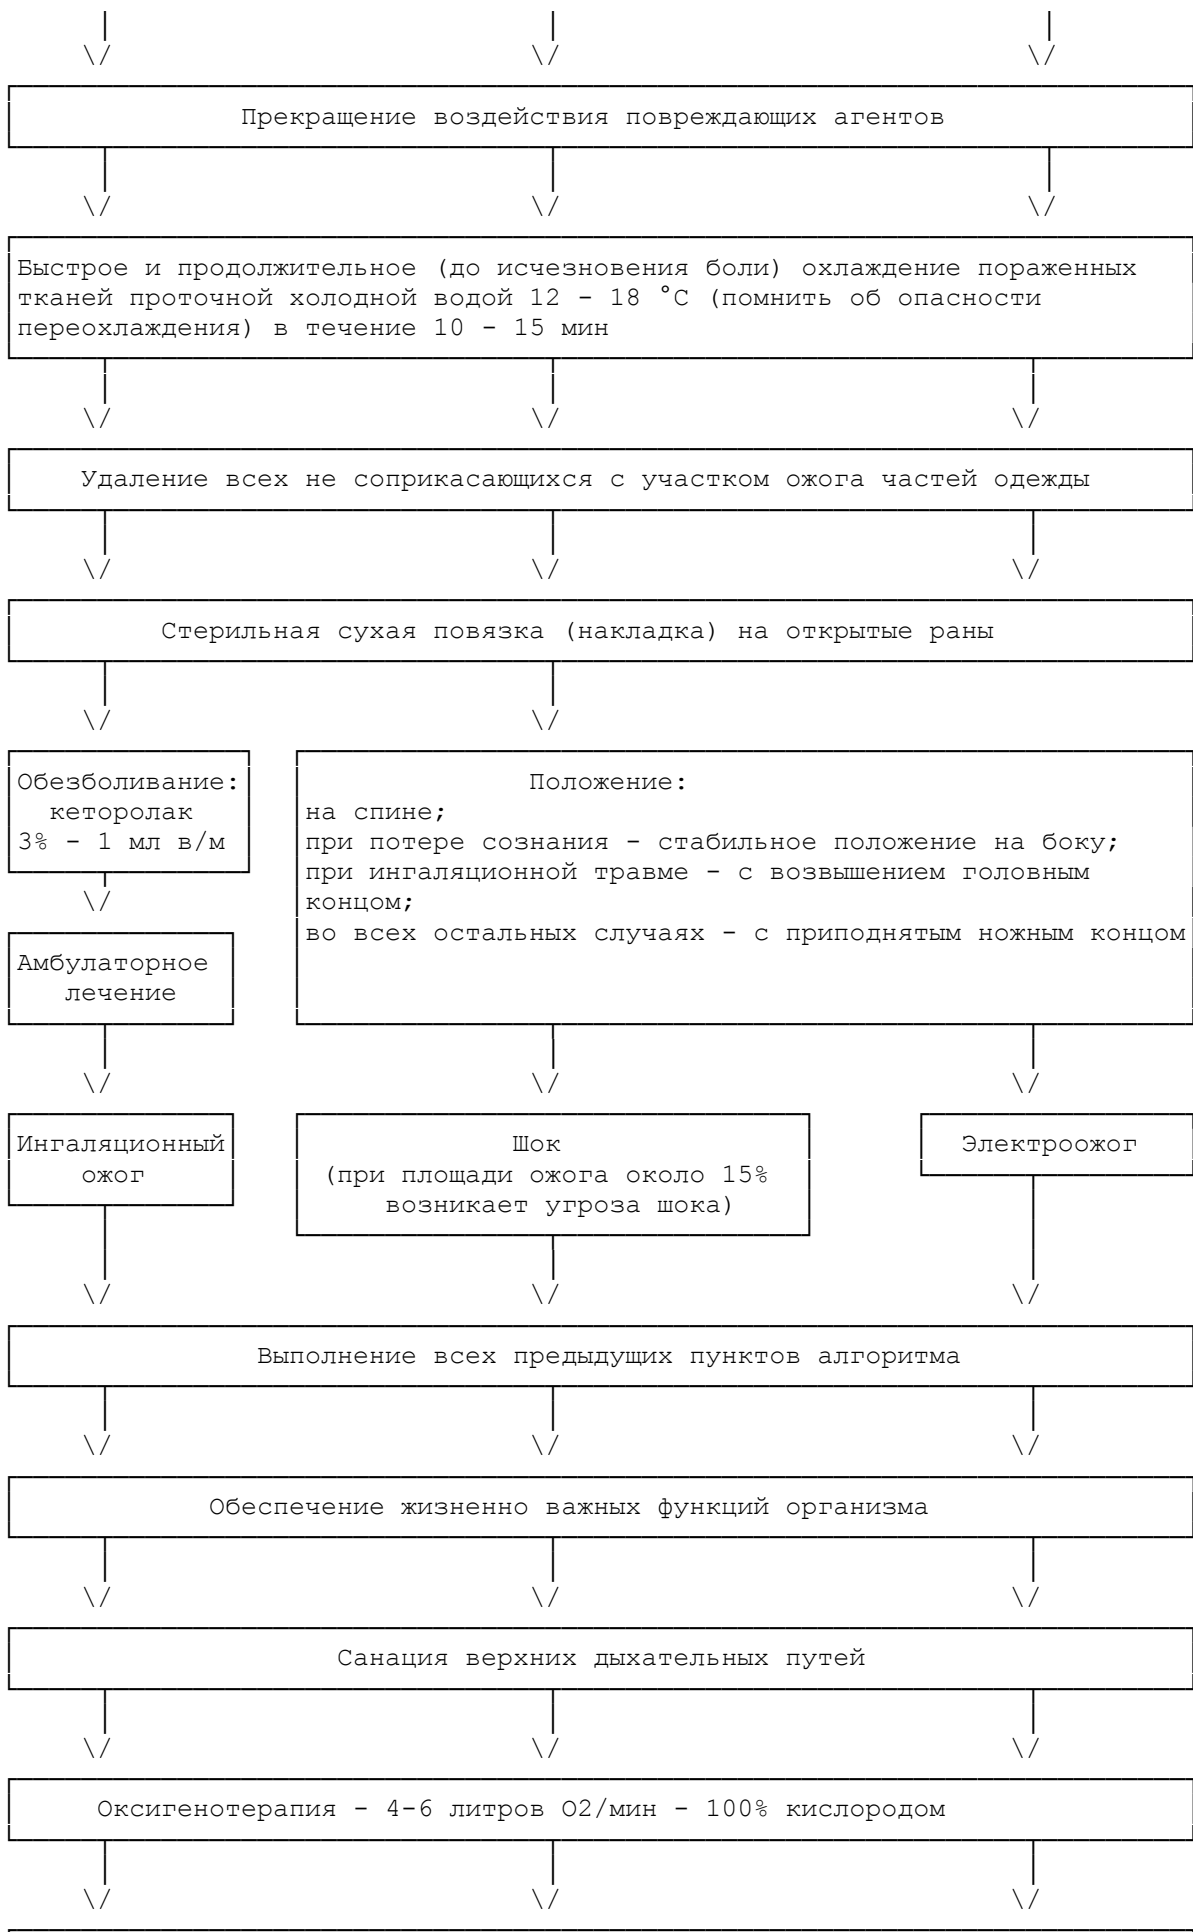 Прекращение воздействия повреждающих агентов
Быстрое и продолжительное (до исчезновения боли) охлаждение пораженных
тканей проточной холодной водой 12 - 18 °C (помнить об опасности
переохлаждения) в течение 10 - 15 мин
Удаление всех не соприкасающихся с участком ожога частей одежды
Стерильная сухая повязка (накладка) на открытые раны
Обезболивание:
кеторолак
3% - 1 мл в/м
Амбулаторное
лечение
Положение:
на спине;
при потере сознания - стабильное положение на боку;
при ингаляционной травме - с возвышением головным
концом;
во всех остальных случаях - с приподнятым ножным концом
Ингаляционный
ожог
Шок
(при площади ожога около 15%
возникает угроза шока)
Электроожог
Выполнение всех предыдущих пунктов алгоритма
Обеспечение жизненно важных функций организма
Санация верхних дыхательных путей
Оксигенотерапия - 4-6 литров O2/мин - 100% кислородом